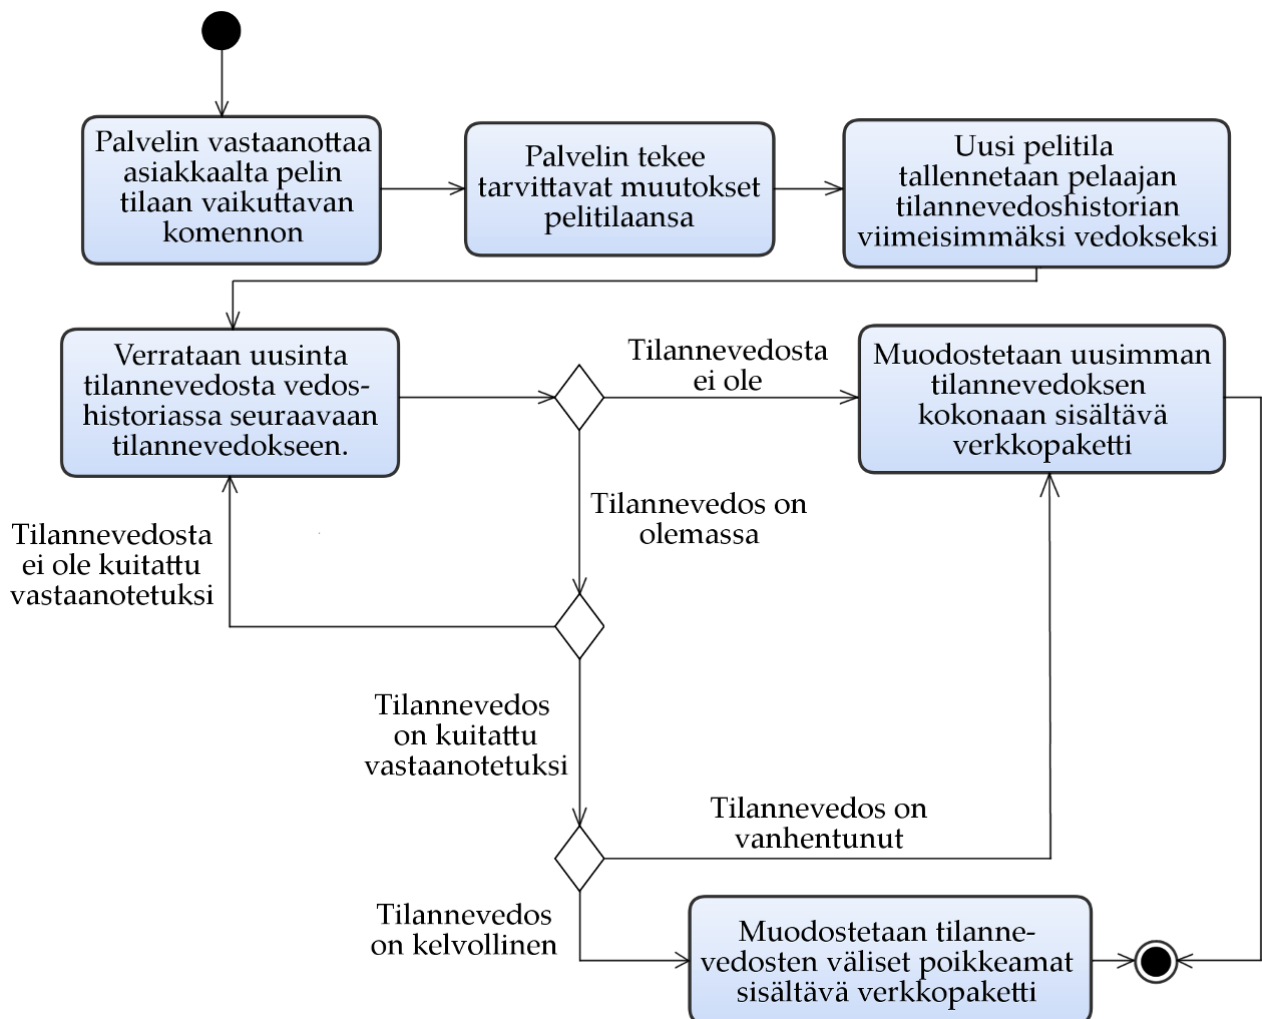 Palvelin vastaanottaa
asiakkaalta pelin
tilaan vaikuttavan
komennon
Palvelin tekee
tarvittavat muutokset
pelitilaansa
Uusi pelitila
tallennetaan pelaajan
tilannevedoshistorian
viimeisimmäksi vedokseksi
Verrataan uusinta
tilannevedosta vedos-
historiassa seuraavaan
tilannevedokseen.
Tilannevedosta
ei ole
Muodostetaan uusimman
tilannevedoksen
kokonaan sisältävä
verkkopaketti
Tilannevedos on
olemassa
Tilannevedosta
ei ole kuitattu
vastaanotetuksi
Tilannevedos
on kuitattu
vastaanotetuksi
Tilannevedos on
vanhentunut
Tilannevedos
on kelvollinen
Muodostetaan tilanne-
vedosten väliset poikkeamat
sisältävä verkkopaketti